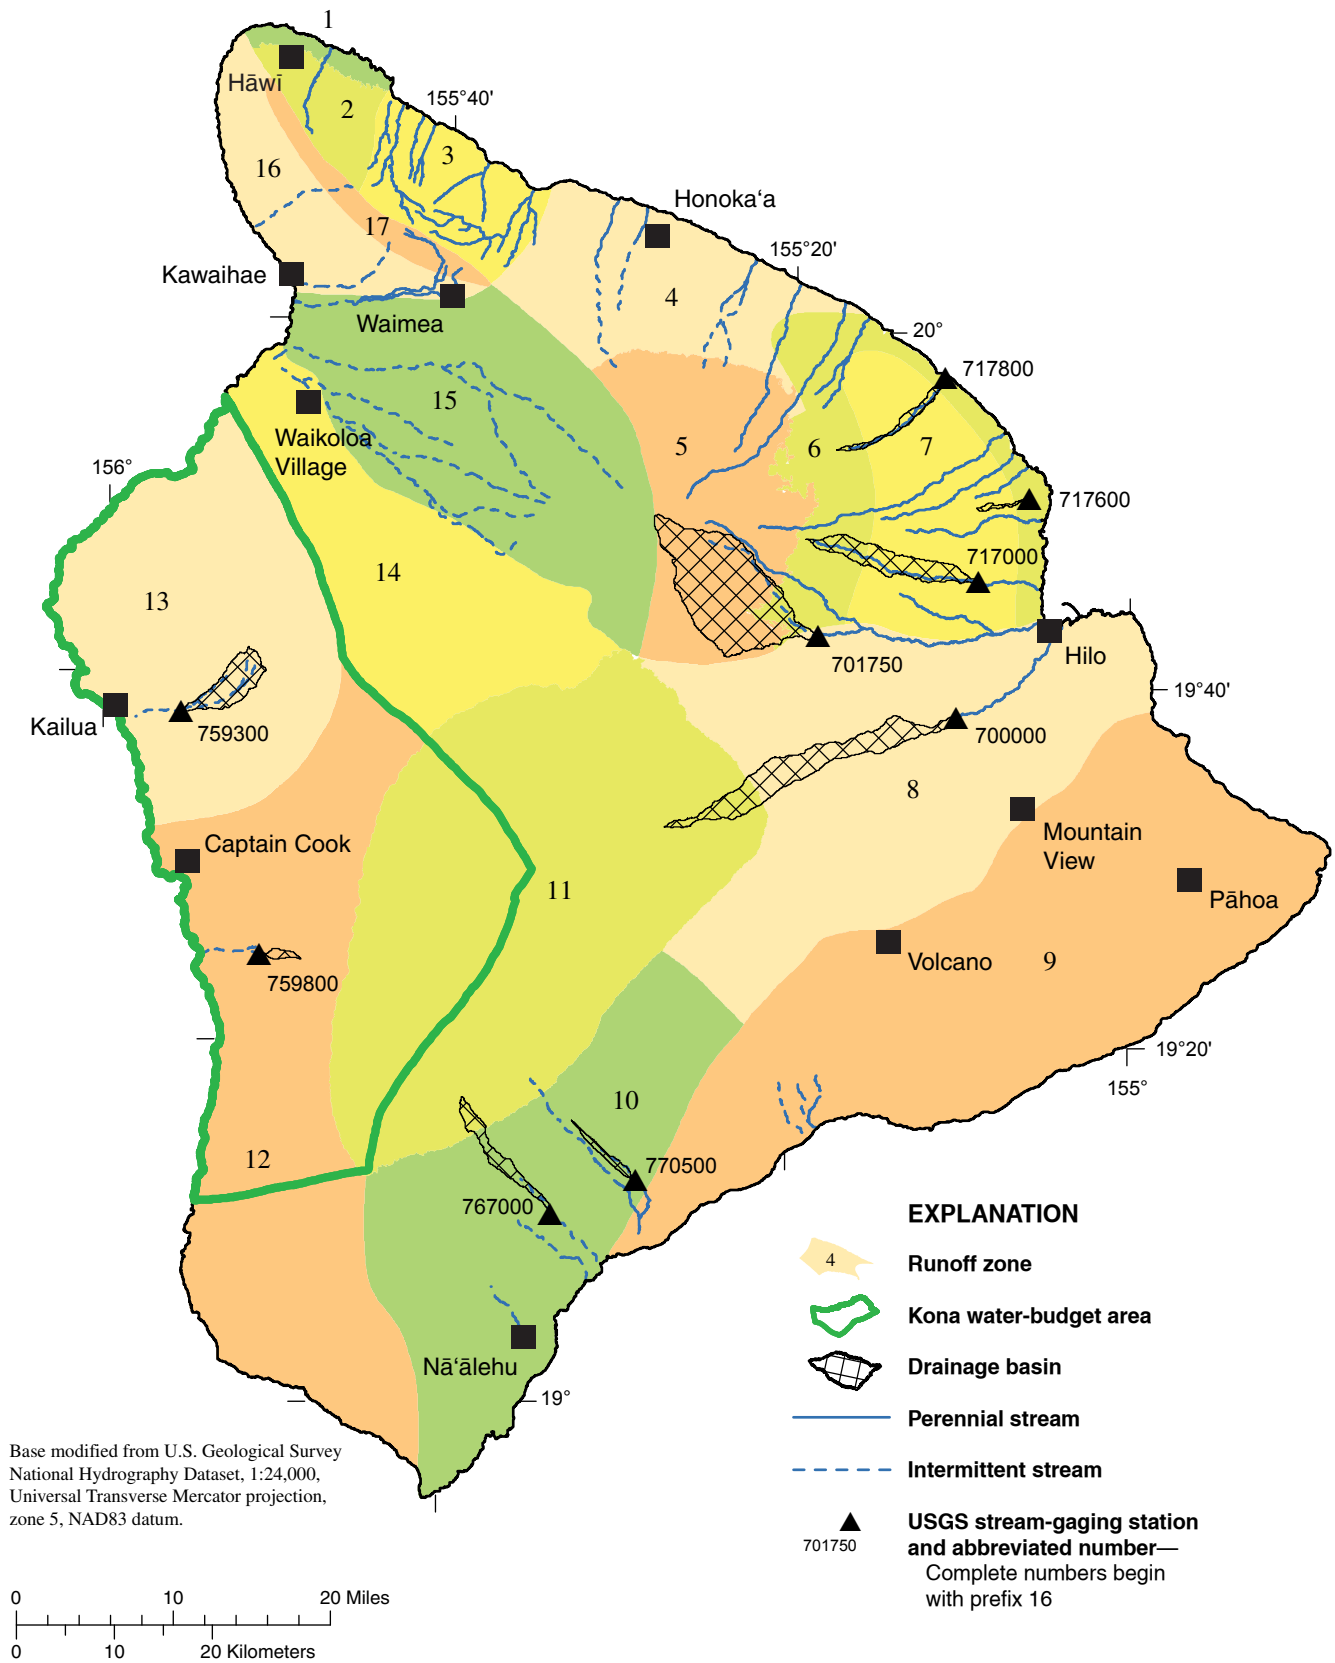 1
Hāwī
2
155°40'
3
16
Honoka‘a
17
155°20'
Kawaihae
4
Waimea
20°
717800
15
5
6
7
Waikoloa
Village
156°
717600
717000
14
13
Hilo
701750
19°40'
Kailua
759300
700000
8
Mountain
View
Captain Cook
11
Pāhoa
Volcano
9
759800
19°20'
155°
10
12
770500
767000
Nā‘ālehu
19°
EXPLANATION
4
Runoff zone
Kona water-budget area
Drainage basin
Perennial stream
Intermittent stream
701750
USGS stream-gaging station
and abbreviated number—
Complete numbers begin
with prefix 16
Base modified from U.S. Geological Survey
National Hydrography Dataset, 1:24,000,
Universal Transverse Mercator projection,
zone 5, NAD83 datum.
0 10 20 Miles
0 10 20 Kilometers